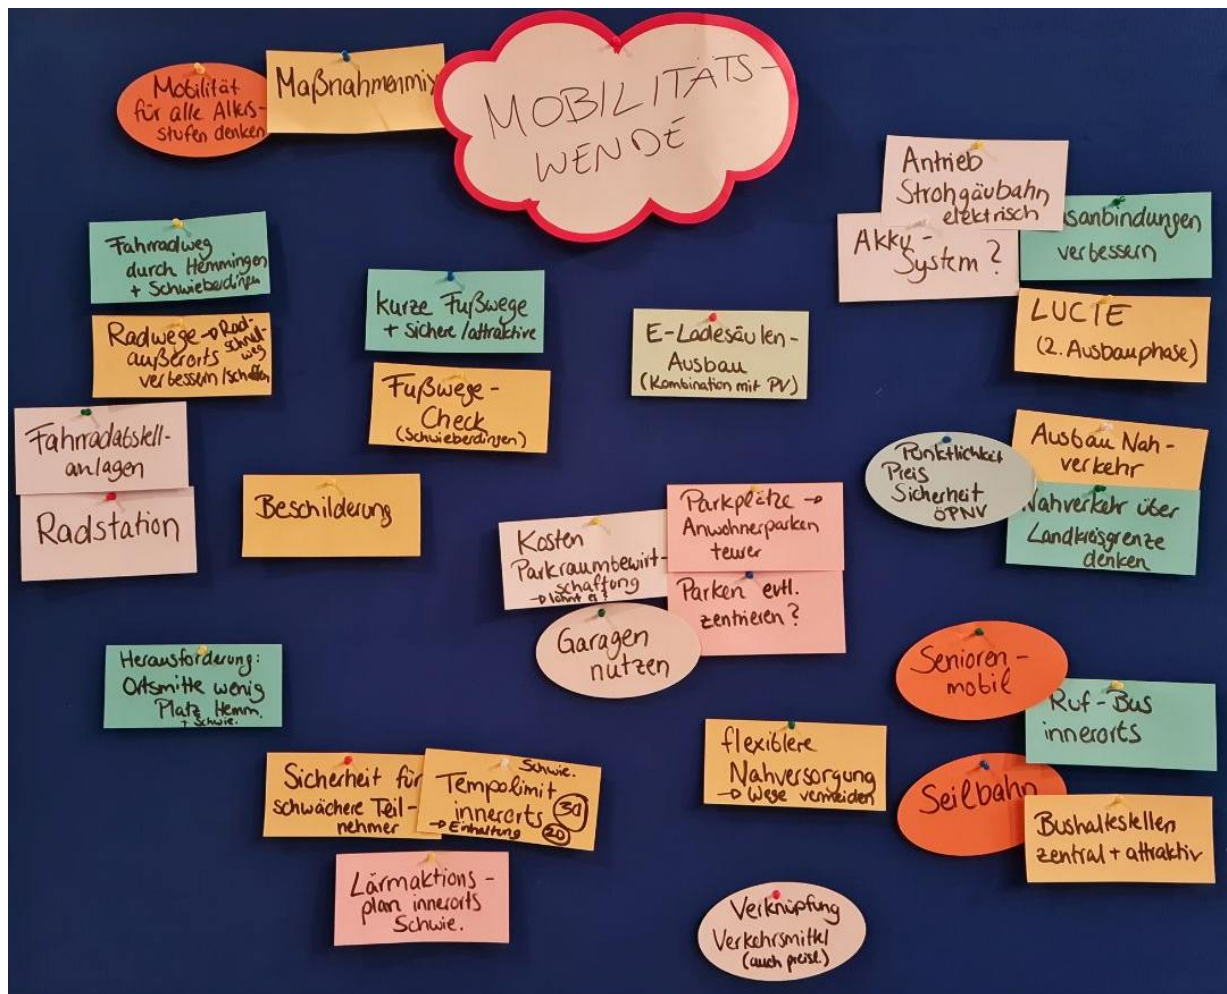 Mobilität
für alle Alters-
stufen denken
Maßnahmenmix
MOBILITÄTS-
WENDE
Antrieb
Strohgäubahn
elektrisch
Akku-
System?
sanbindungen
verbessern
LUCIE
(2. Ausbauphase)
Fahrradweg
durch Hemmingen
+ Schwieberdingen
Radwege → Rad-
schnell-
weg
außerorts
verbessern/schaffen
kurze Fußwege
+ sichere/attraktive
Fußwege-
Check
(Schwieberdingen)
E-Ladesäulen-
Ausbau
(Kombination mit PV)
Fahrradabstell-
anlagen
Radstation
Beschilderung
Pünktlichkeit
Preis
Sicherheit
ÖPNV
Ausbau Nah-
verkehr
Nahverkehr über
Landkreisgrenze
denken
Kosten
Parkraumbewirt-
schaftung
→ lohnt es?
Parkplätze →
Anwohnerparken
teurer
Parken evtl.
zentrieren?
Garagen
nutzen
Herausforderung:
Ortsmitte wenig
Platz Hemm.
+ Schwie.
Senioren-
mobil
Ruf-Bus
innerorts
Seilbahn
Bushaltestellen
zentral + attraktiv
flexiblere
Nahversorgung
→ Wege vermeiden
Sicherheit für
schwächere Teil-
nehmer
Schwie.
Tempolimit
innerorts 30
→ Einhaltung 20
Lärmaktions-
plan innerorts
Schwie.
Verknüpfung
Verkehrsmittel
(auch preisl.)